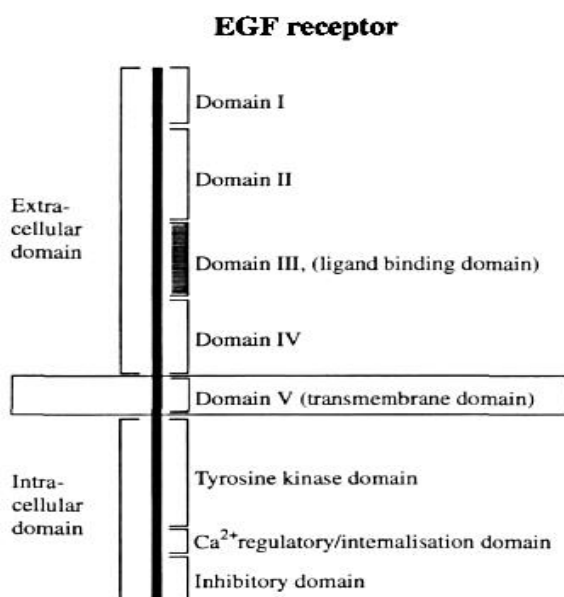 EGF receptor
Domain I
Domain II
Extra-
cellular
domain
Domain III, (ligand binding domain)
Domain IV
Domain V (transmembrane domain)
Tyrosine kinase domain
Intra-
cellular
domain
Ca²⁺regulatory/internalisation domain
Inhibitory domain